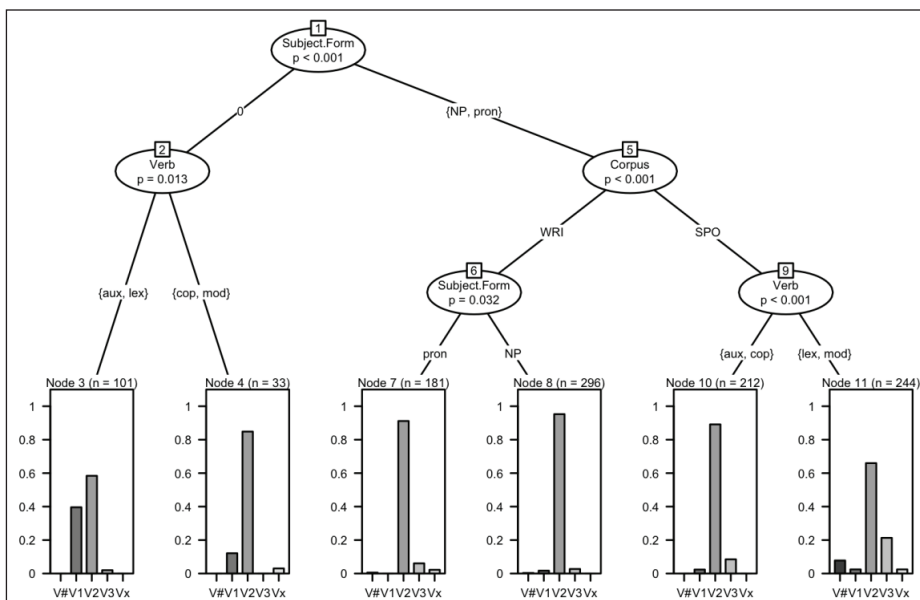 1
Subject.Form
p < 0.001
0
{NP, pron}
2
Verb
p = 0.013
5
Corpus
p < 0.001
WRI
SPO
{aux, lex}
{cop, mod}
6
Subject.Form
p = 0.032
9
Verb
p < 0.001
pron
NP
{aux, cop}
{lex, mod}
Node 3 (n = 101)
1
0.8
0.6
0.4
0.2
0
V#V1V2V3Vx
Node 4 (n = 33)
1
0.8
0.6
0.4
0.2
0
V#V1V2V3Vx
Node 7 (n = 181)
1
0.8
0.6
0.4
0.2
0
V#V1V2V3Vx
Node 8 (n = 296)
1
0.8
0.6
0.4
0.2
0
V#V1V2V3Vx
Node 10 (n = 212)
1
0.8
0.6
0.4
0.2
0
V#V1V2V3Vx
Node 11 (n = 244)
1
0.8
0.6
0.4
0.2
0
V#V1V2V3Vx